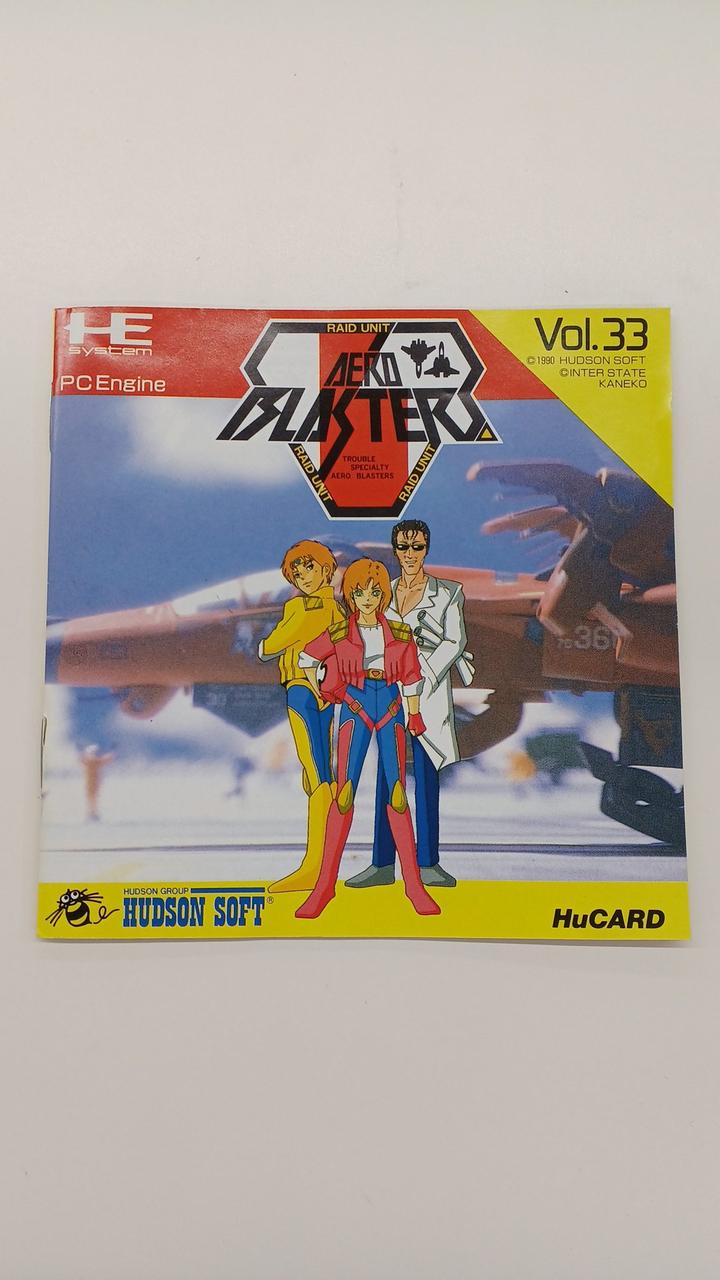 HE
system
PC Engine
RAID UNIT
AERO
BLASTERS
TROUBLE
SPECIALTY
AERO BLASTERS
RAID UNIT
RAID UNIT
Vol.33
©1990 HUDSON SOFT
©INTER STATE
KANEKO
36
HUDSON GROUP
HUDSON SOFT®
HuCARD